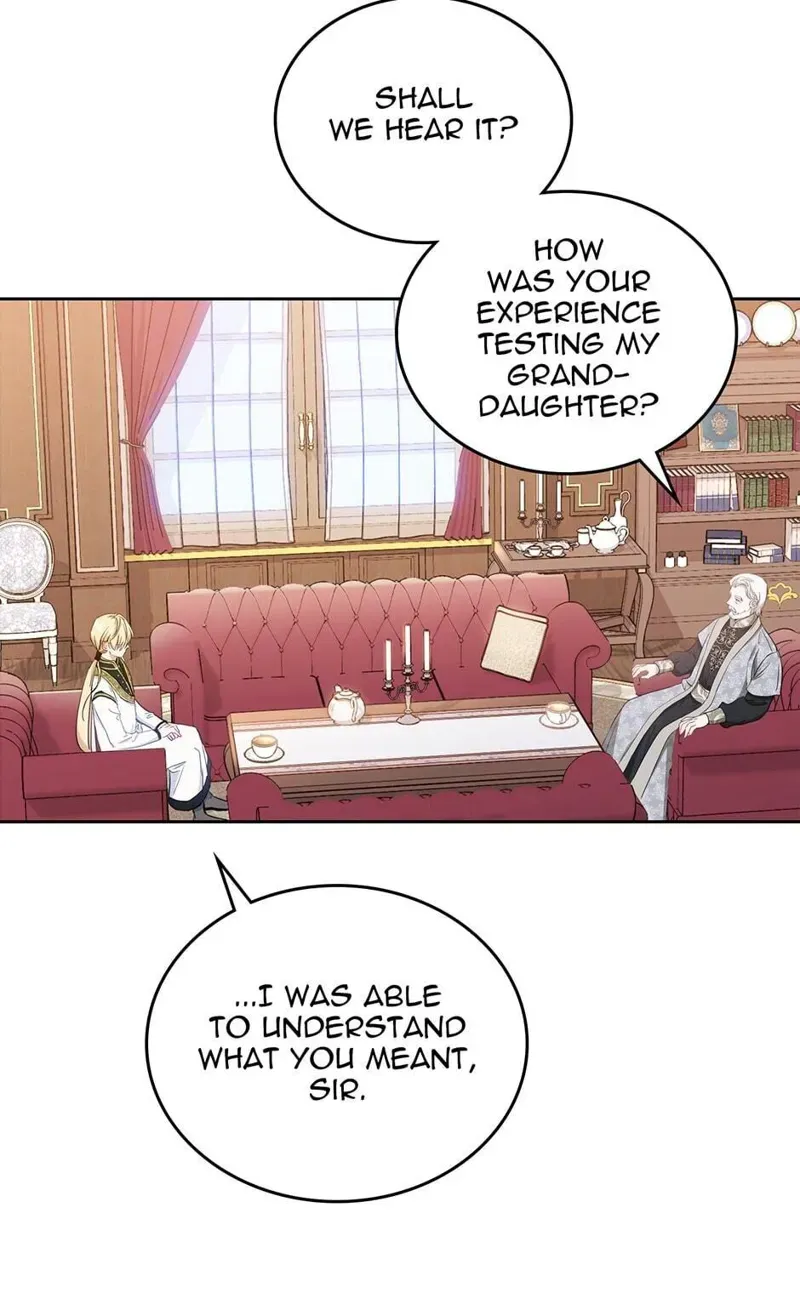 SHALL
WE HEAR IT?
HOW
WAS YOUR
EXPERIENCE
TESTING MY
GRAND-
DAUGHTER?
...I WAS ABLE
TO UNDERSTAND
WHAT YOU MEANT,
SIR.